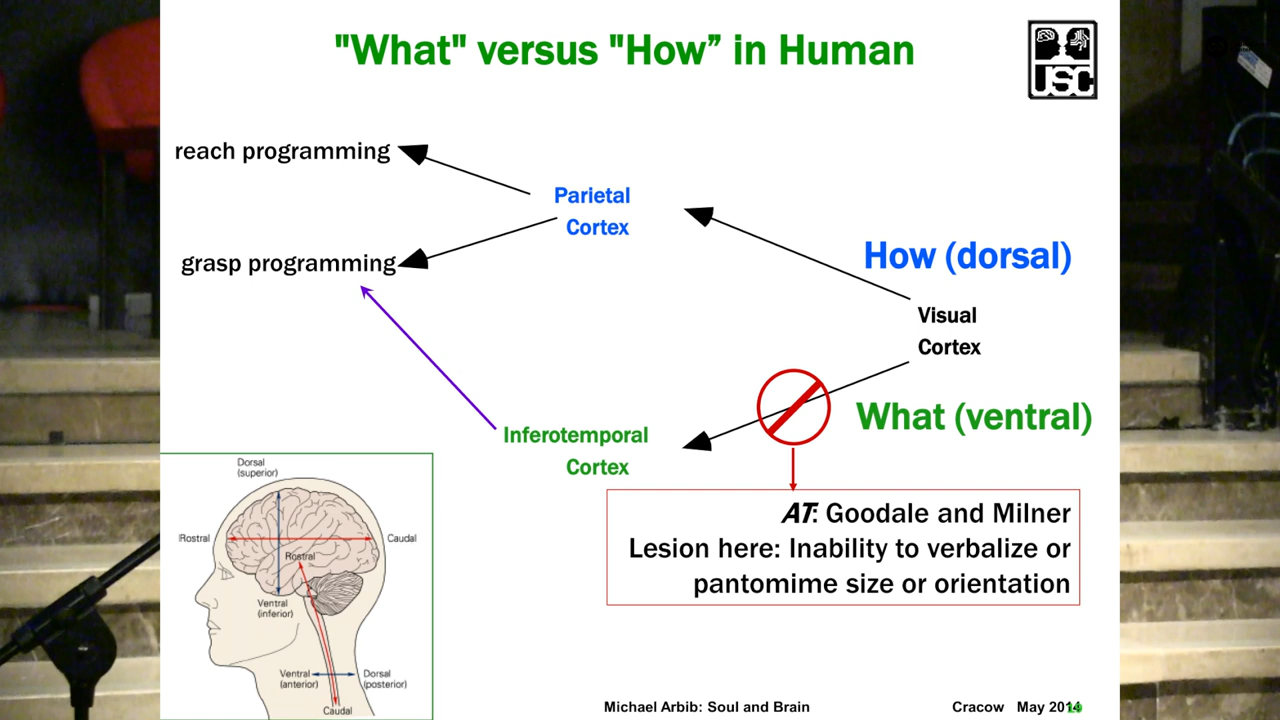 "What" versus "How” in Human
USC
reach programming
Parietal
Cortex
grasp programming
How (dorsal)
Visual
Cortex
What (ventral)
Inferotemporal
Cortex
AT: Goodale and Milner
Lesion here: Inability to verbalize or
pantomime size or orientation
Dorsal
(superior)
Rostral
Caudal
Rostral
Ventral
(inferior)
Ventral
(anterior)
Dorsal
(posterior)
Caudal
Michael Arbib: Soul and Brain
Cracow May 2014